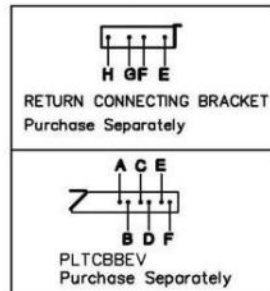 H GF E
RETURN CONNECTING BRACKET
Purchase Separately
A C E
B D F
PLTCBBEV
Purchase Separately